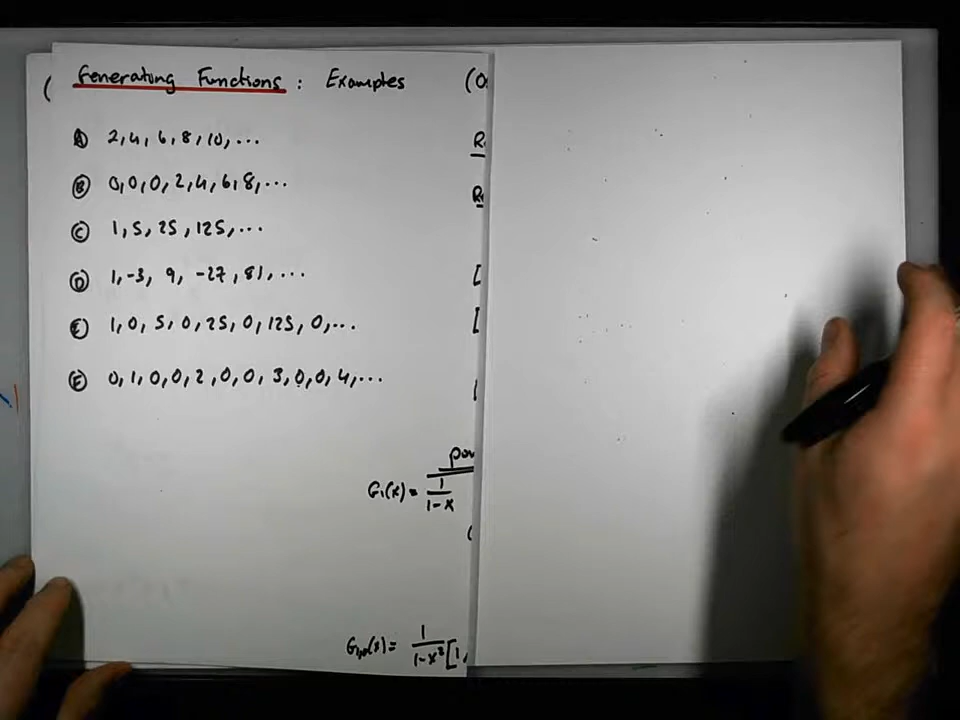 ( Generating Functions : Examples (O
Ⓐ 2, 4, 6, 8, 10, ...
Ⓑ 0, 0, 0, 2, 4, 6, 8, ...
Ⓒ 1, 5, 25, 125, ...
Ⓓ 1, -3, 9, -27, 81, ...
Ⓔ 1, 0, 5, 0, 25, 0, 125, 0, ...
Ⓕ 0, 1, 0, 0, 2, 0, 0, 3, 0, 0, 4, ...
R
R
[
[
pow
G₁(x) = 1/(1-x)
(